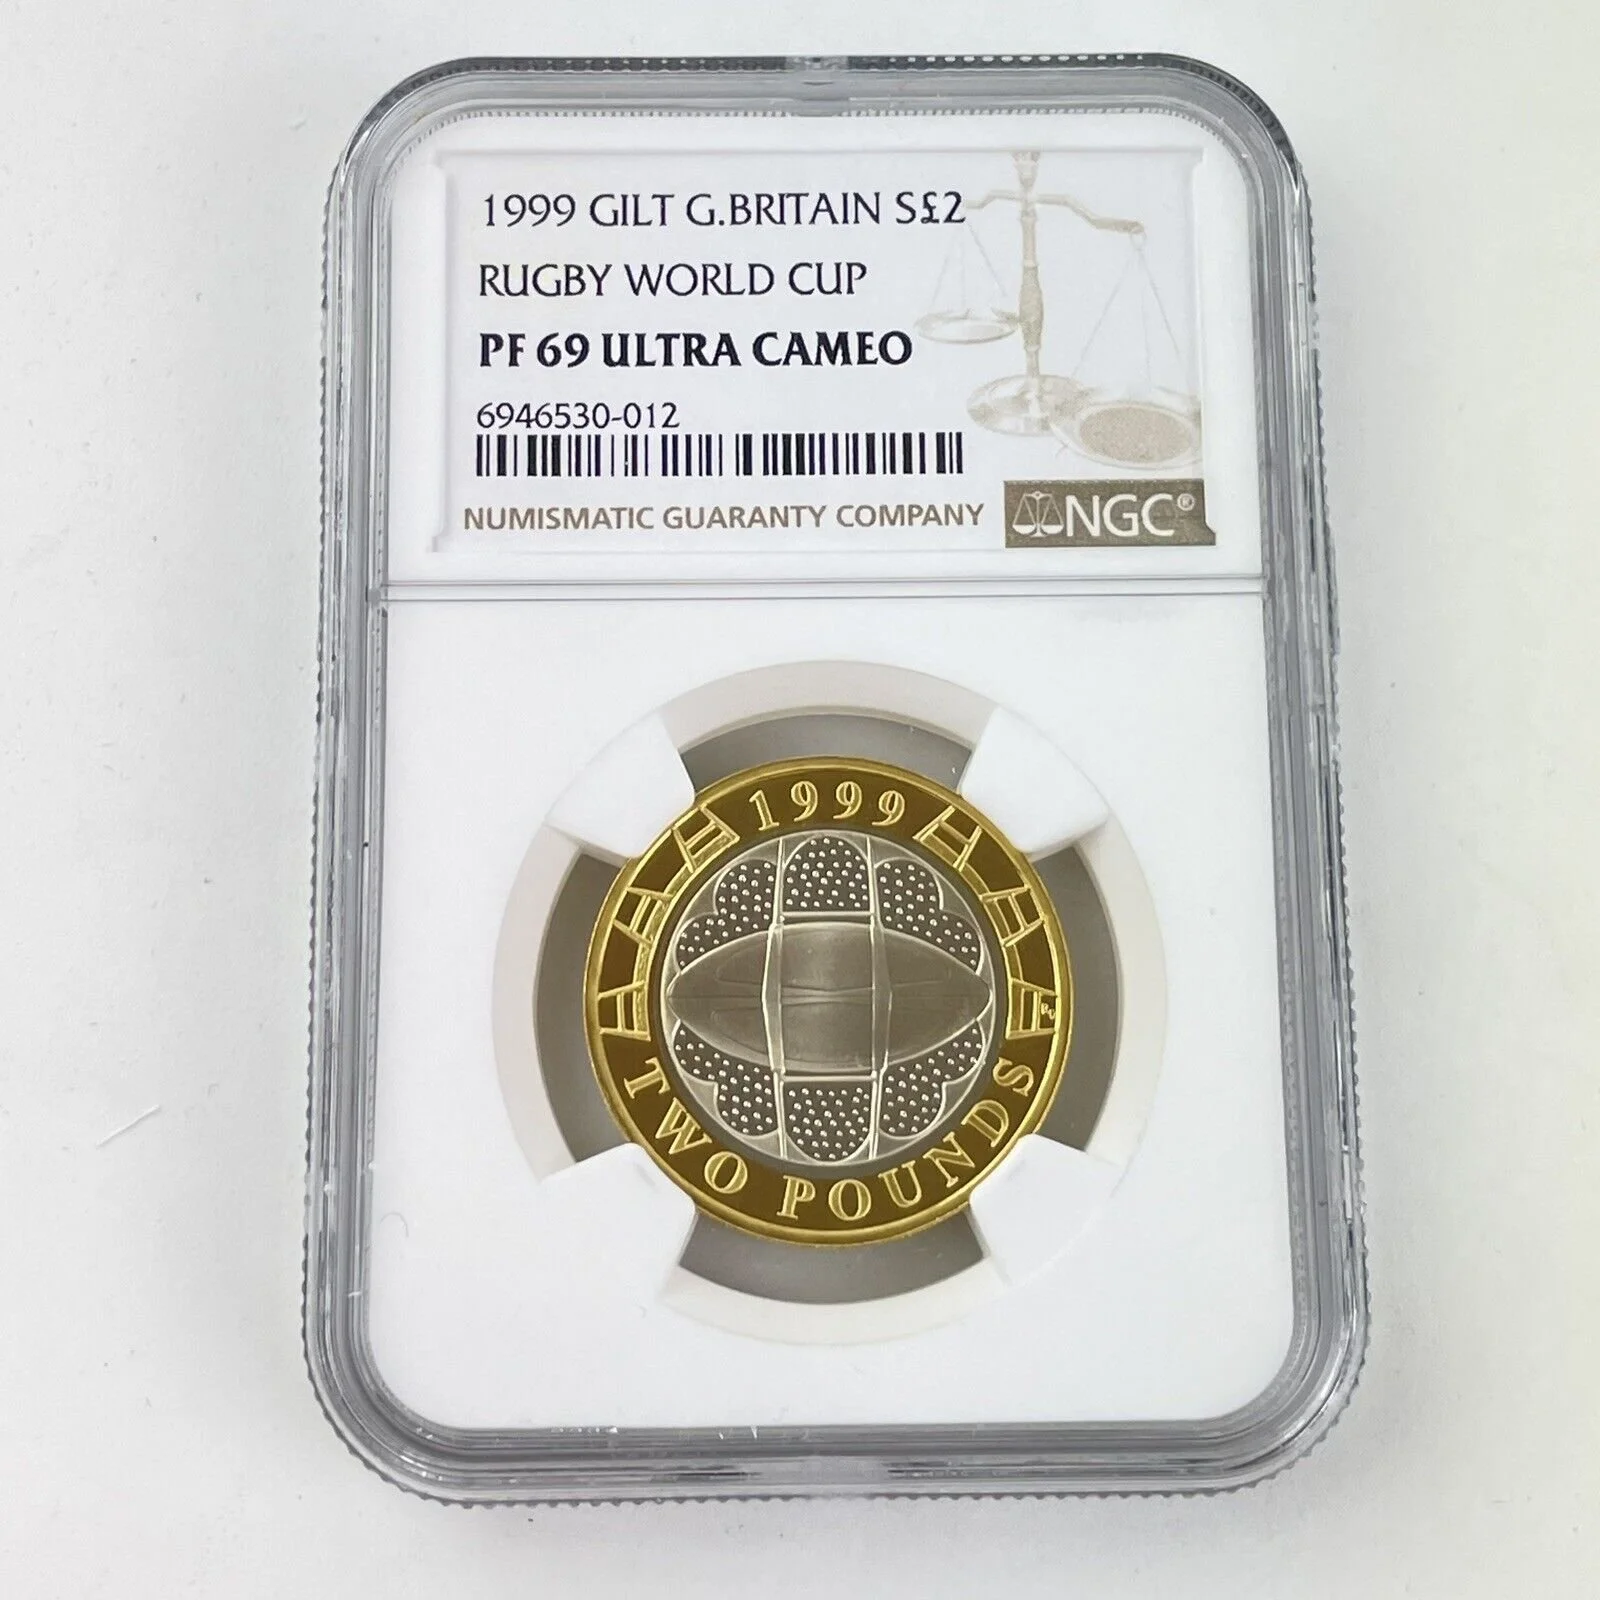 1999 GILT G.BRITAIN S£2
RUGBY WORLD CUP
PF 69 ULTRA CAMEO
6946530-012
NUMISMATIC GUARANTY COMPANY
NGC®
1999
TWO POUNDS